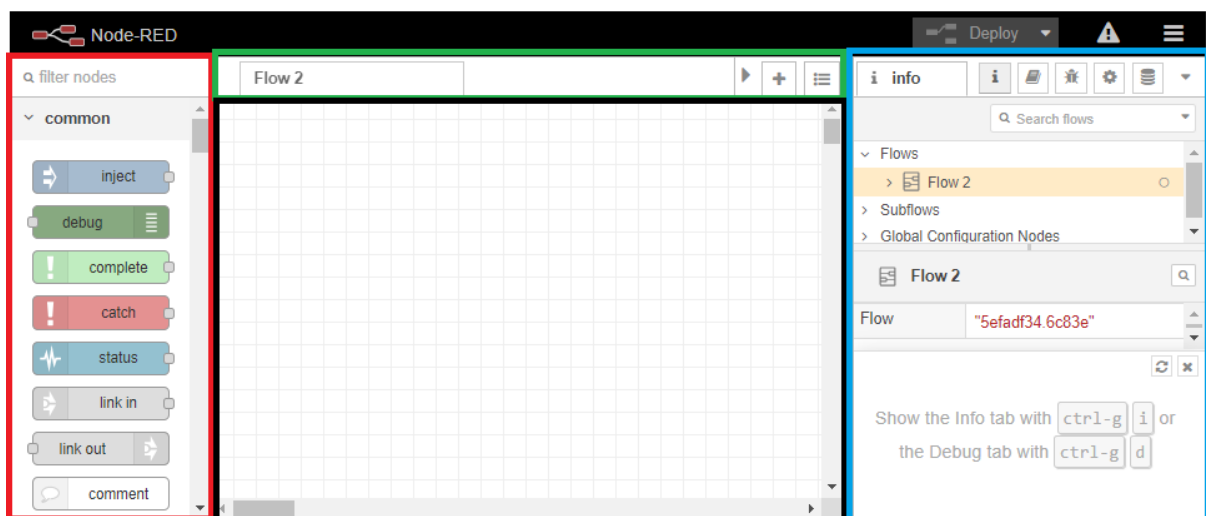 Node-RED
Deploy
filter nodes
common
inject
debug
complete
catch
status
link in
link out
comment
Flow 2
i info
i
Search flows
Flows
Flow 2
Subflows
Global Configuration Nodes
Flow 2
Flow "5efadf34.6c83e"
Show the Info tab with ctrl-g i or
the Debug tab with ctrl-g d